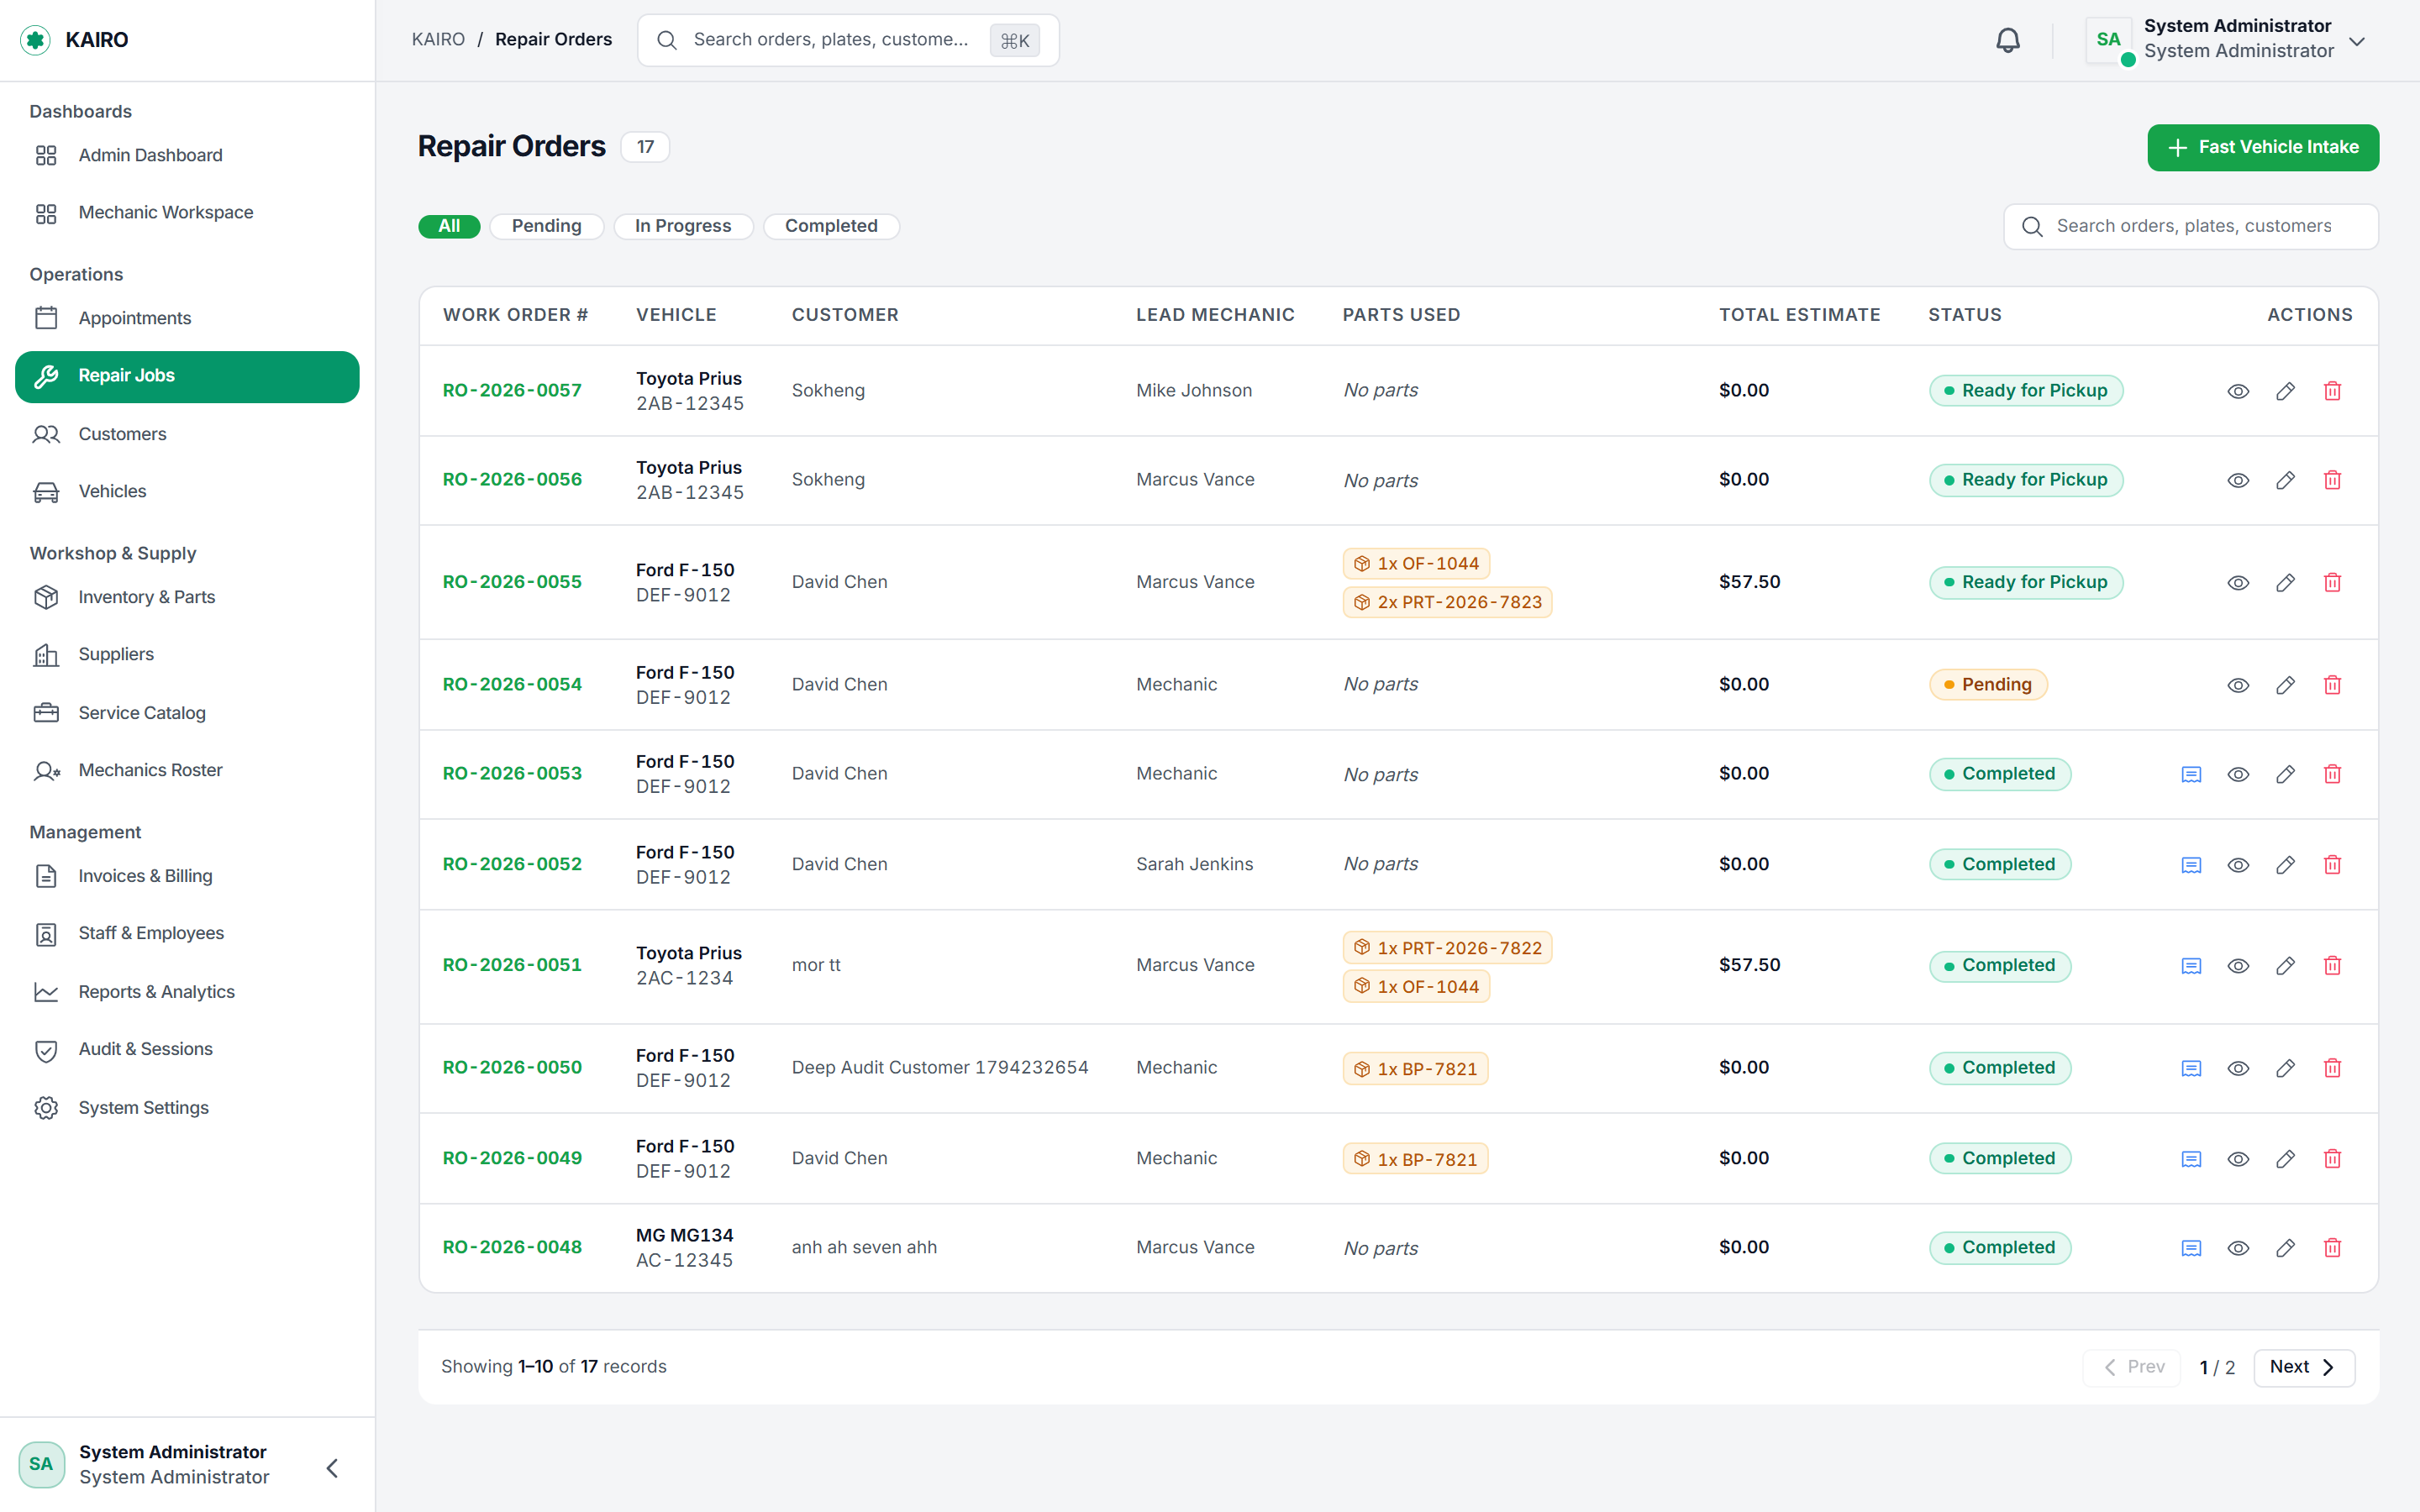 KAIRO
Dashboards
Admin Dashboard
Mechanic Workspace
Operations
Appointments
Repair Jobs
Customers
Vehicles
Workshop & Supply
Inventory & Parts
Suppliers
Service Catalog
Mechanics Roster
Management
Invoices & Billing
Staff & Employees
Reports & Analytics
Audit & Sessions
System Settings
SA
System Administrator
System Administrator
KAIRO / Repair Orders
Search orders, plates, custome... ⌘K
SA
System Administrator
System Administrator
Repair Orders 17
Fast Vehicle Intake
All Pending In Progress Completed
Search orders, plates, customers
WORK ORDER # VEHICLE CUSTOMER LEAD MECHANIC PARTS USED TOTAL ESTIMATE STATUS ACTIONS
RO-2026-0057 Toyota Prius Sokheng Mike Johnson No parts $0.00 Ready for Pickup
2AB-12345
RO-2026-0056 Toyota Prius Sokheng Marcus Vance No parts $0.00 Ready for Pickup
2AB-12345
RO-2026-0055 Ford F-150 David Chen Marcus Vance 1x OF-1044 $57.50 Ready for Pickup
DEF-9012 2x PRT-2026-7823
RO-2026-0054 Ford F-150 David Chen Mechanic No parts $0.00 Pending
DEF-9012
RO-2026-0053 Ford F-150 David Chen Mechanic No parts $0.00 Completed
DEF-9012
RO-2026-0052 Ford F-150 David Chen Sarah Jenkins No parts $0.00 Completed
DEF-9012
RO-2026-0051 Toyota Prius mor tt Marcus Vance 1x PRT-2026-7822 $57.50 Completed
2AC-1234 1x OF-1044
RO-2026-0050 Ford F-150 Deep Audit Customer 1794232654 Mechanic 1x BP-7821 $0.00 Completed
DEF-9012
RO-2026-0049 Ford F-150 David Chen Mechanic 1x BP-7821 $0.00 Completed
DEF-9012
RO-2026-0048 MG MG134 anh ah seven ahh Marcus Vance No parts $0.00 Completed
AC-12345
Showing 1–10 of 17 records
Prev 1 / 2 Next